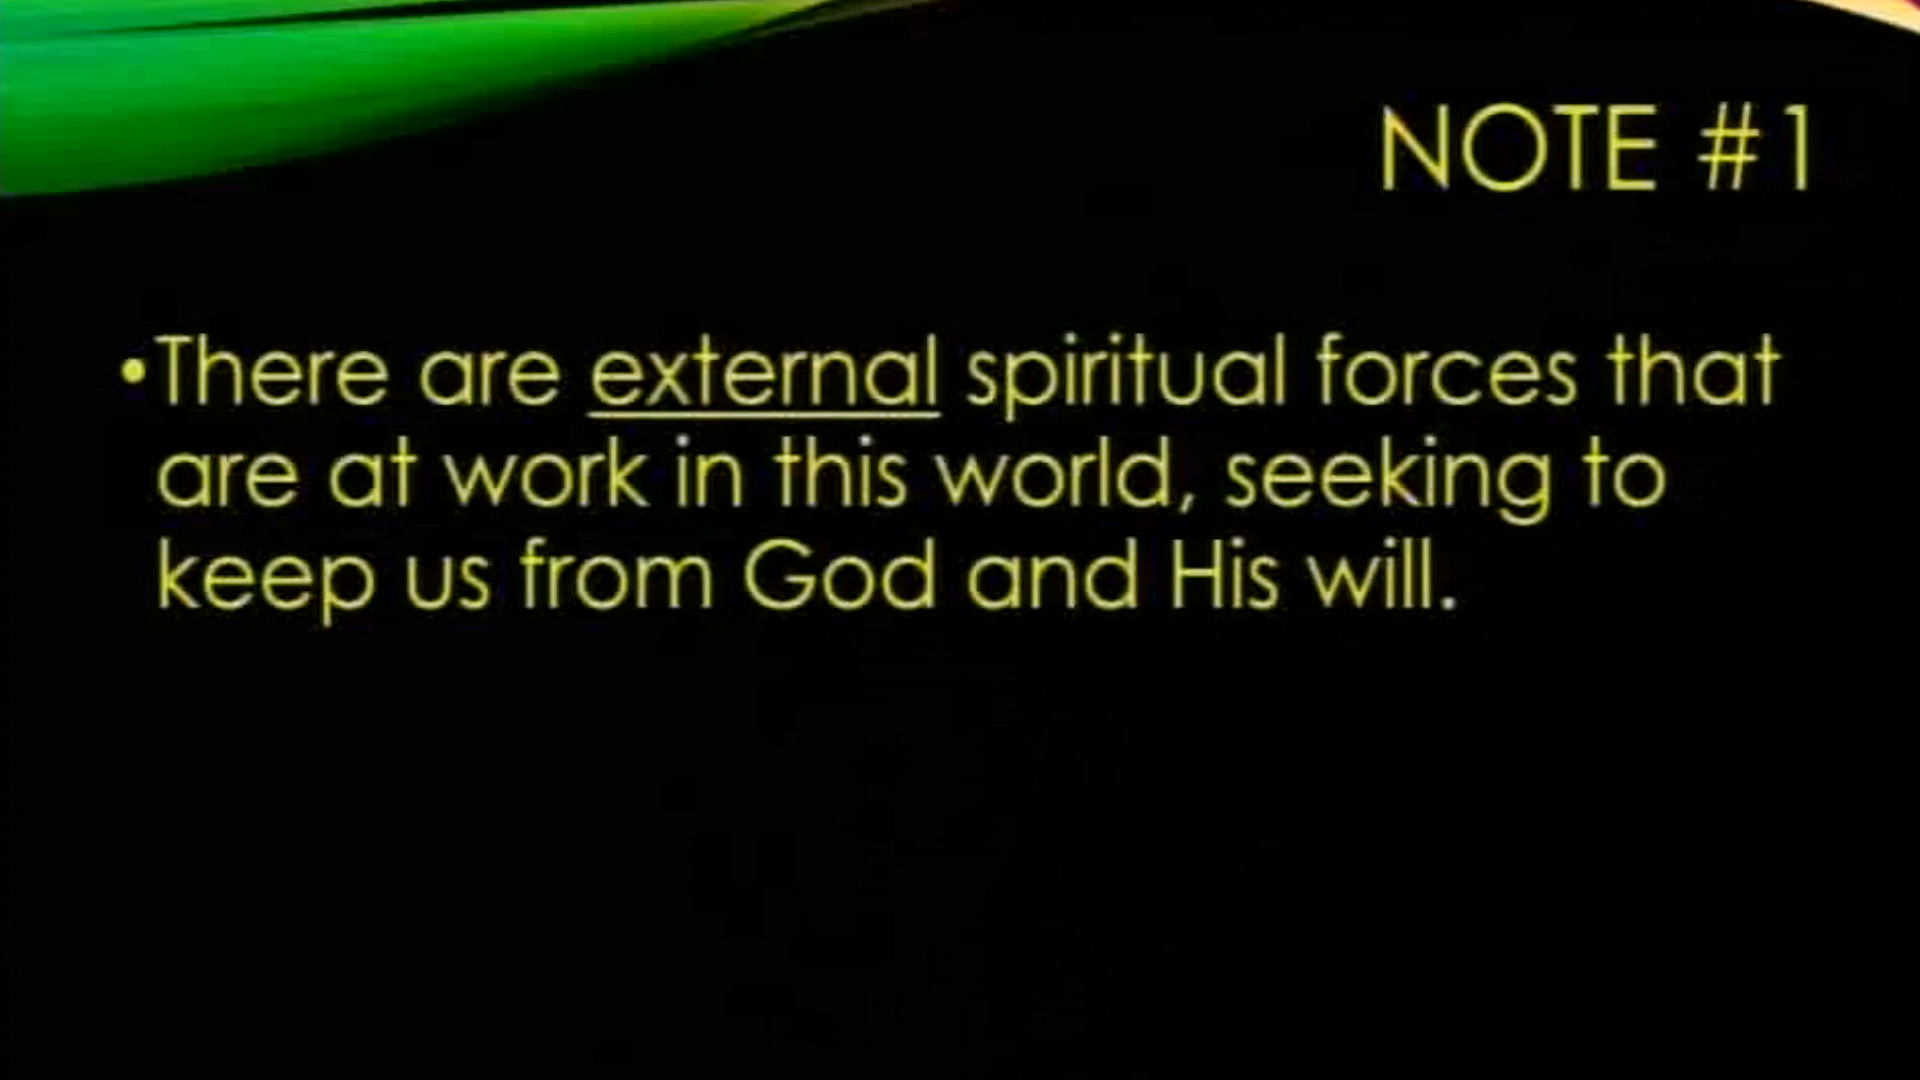 NOTE #1
•There are external spiritual forces that
are at work in this world, seeking to
keep us from God and His will.